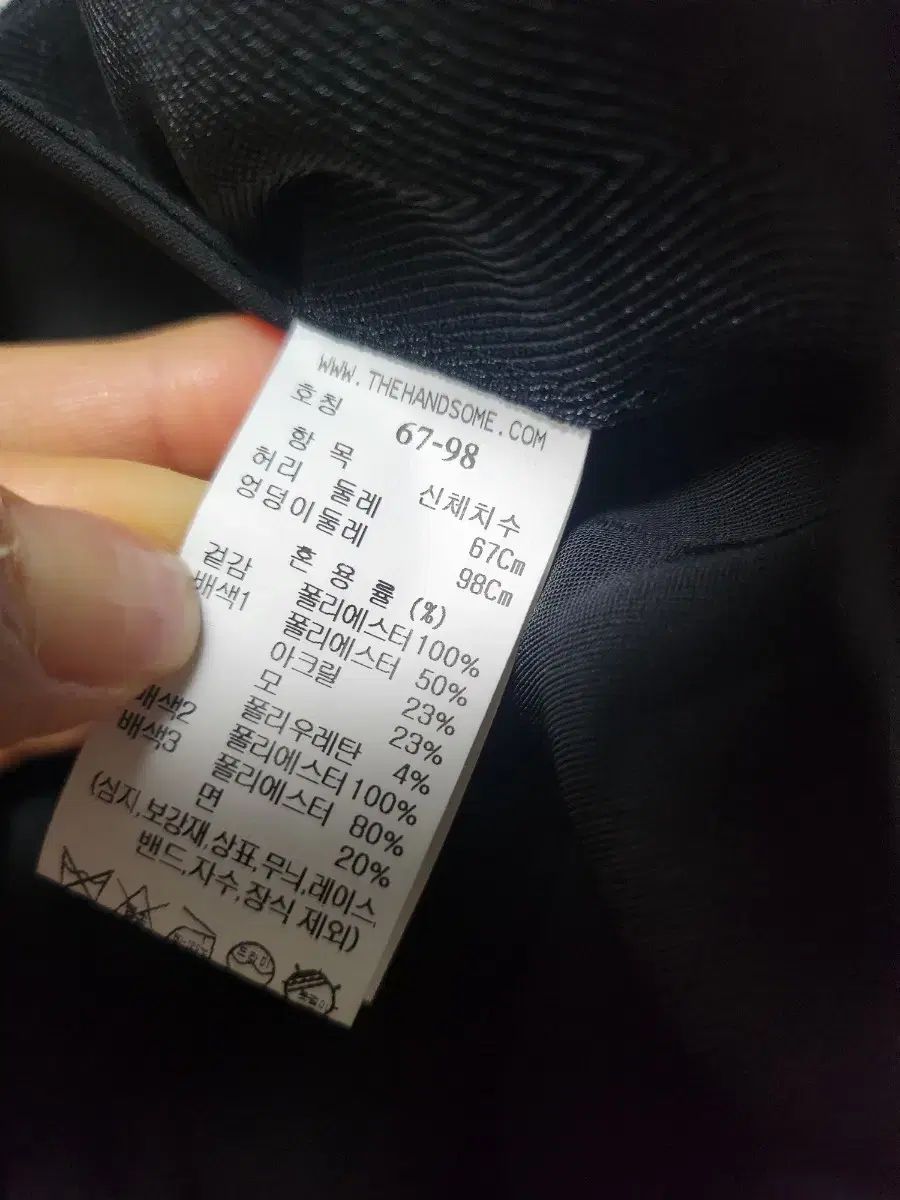 WWW.THEHANDSOME.COM
호칭 67-98
항 목 신체치수
허리 둘레 67Cm
엉덩이둘레 98Cm
혼 용 률 (%)
겉감 폴리에스터 100%
배색1 폴리에스터 50%
아크릴 23%
모 23%
폴리우레탄 4%
배색2 폴리에스터 100%
배색3 폴리에스터 80%
면 20%
(심지,보강재,상표,무늬,레이스,
밴드,자수,장식 제외)
드라이